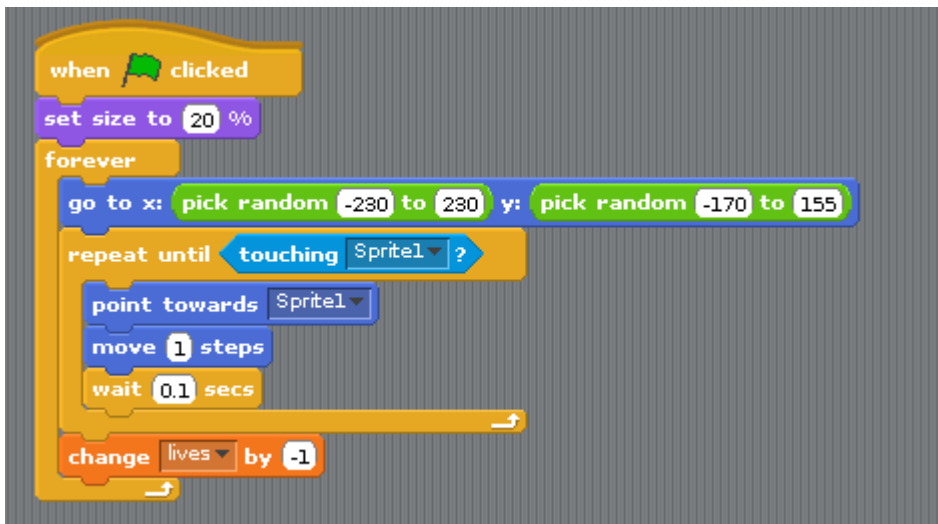 when clicked
set size to 20 %
forever
go to x: pick random -230 to 230 y: pick random -170 to 155
repeat until touching Sprite1 ?
point towards Sprite1
move 1 steps
wait 0.1 secs
change lives by -1